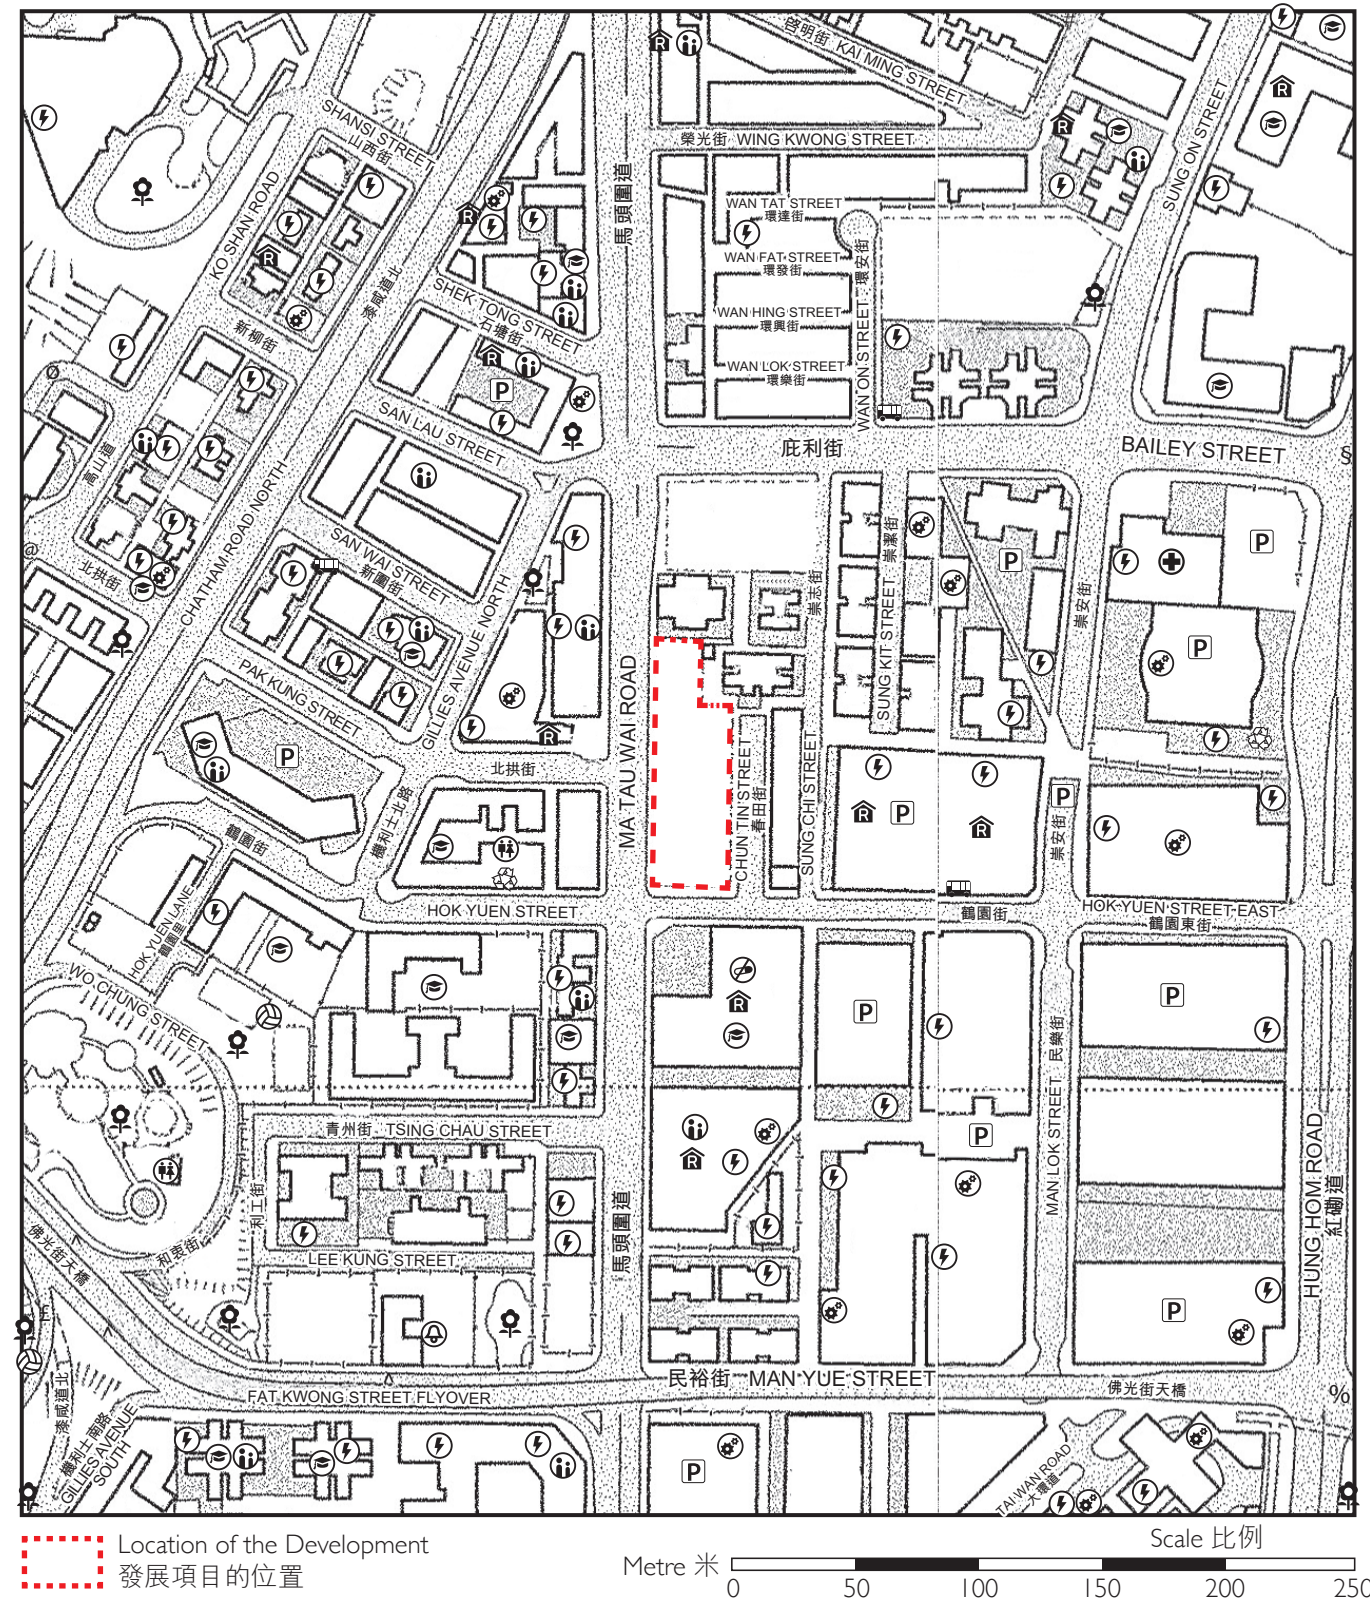 啓明街 KAI MING STREET
SHANSI STREET
山西街
榮光街 WING KWONG STREET
SUNG ON STREET
KO SHAN ROAD
馬頭圍道
WAN TAT STREET
環達街
WAN FAT STREET
環發街
WAN HING STREET
環興街
WAN LOK STREET
環樂街
WAN ON STREET 環安街
漆咸道北
SHEK TONG STREET
石塘街
新柳街
SAN LAU STREET
高山道
庇利街
BAILEY STREET
§
CHATHAM ROAD NORTH
@
北拱街
SAN WAI STREET
新圍街
GILLIES AVENUE NORTH
崇志街
SUNG KIT STREET 崇潔街
崇安街
MA TAU WAI ROAD
PAK KUNG STREET
北拱街
機利士北路
CHUN TIN STREET
春田街
SUNG CHI STREET
崇安街
鶴園街
HOK YUEN STREET
鶴園街
HOK YUEN STREET EAST
鶴園東街
HOK YUEN LANE
鶴園里
WO CHUNG STREET
MAN LOK STREET 民樂街
青州街 TSING CHAU STREET
利工街
HUNG HOM ROAD
紅磡道
佛光街天橋
和衷街
LEE KUNG STREET
馬頭圍道
£
漆咸道北
民裕街 MAN YUE STREET
佛光街天橋
FAT KWONG STREET FLYOVER
%
機利士南路
GILLIES AVENUE
SOUTH
TAI WAN ROAD
大環道
P
P
P
P
P
P
P
P
P
P
P
P
P
R
R
R
R
R
R
R
R
R
R
R
R
Location of the Development
發展項目的位置
Scale 比例
Metre 米
0 50 100 150 200 250